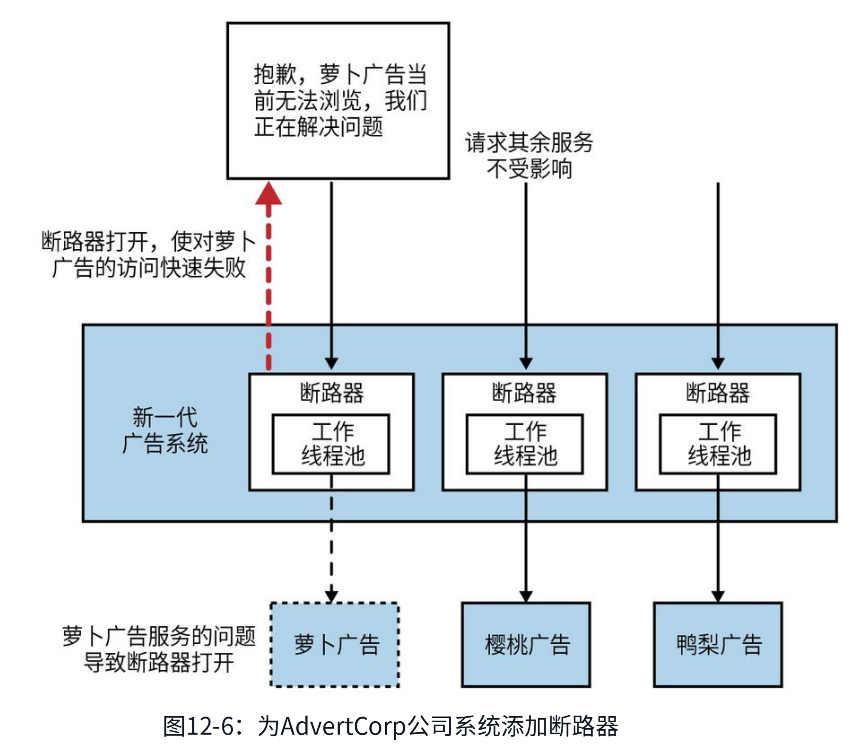 抱歉，萝卜广告当
前无法浏览，我们
正在解决问题
请求其余服务
不受影响
断路器打开，使对萝卜
广告的访问快速失败
新一代
广告系统
断路器
工作
线程池
断路器
工作
线程池
断路器
工作
线程池
萝卜广告服务的问题
导致断路器打开
萝卜广告
樱桃广告
鸭梨广告
图12-6：为AdvertCorp公司系统添加断路器